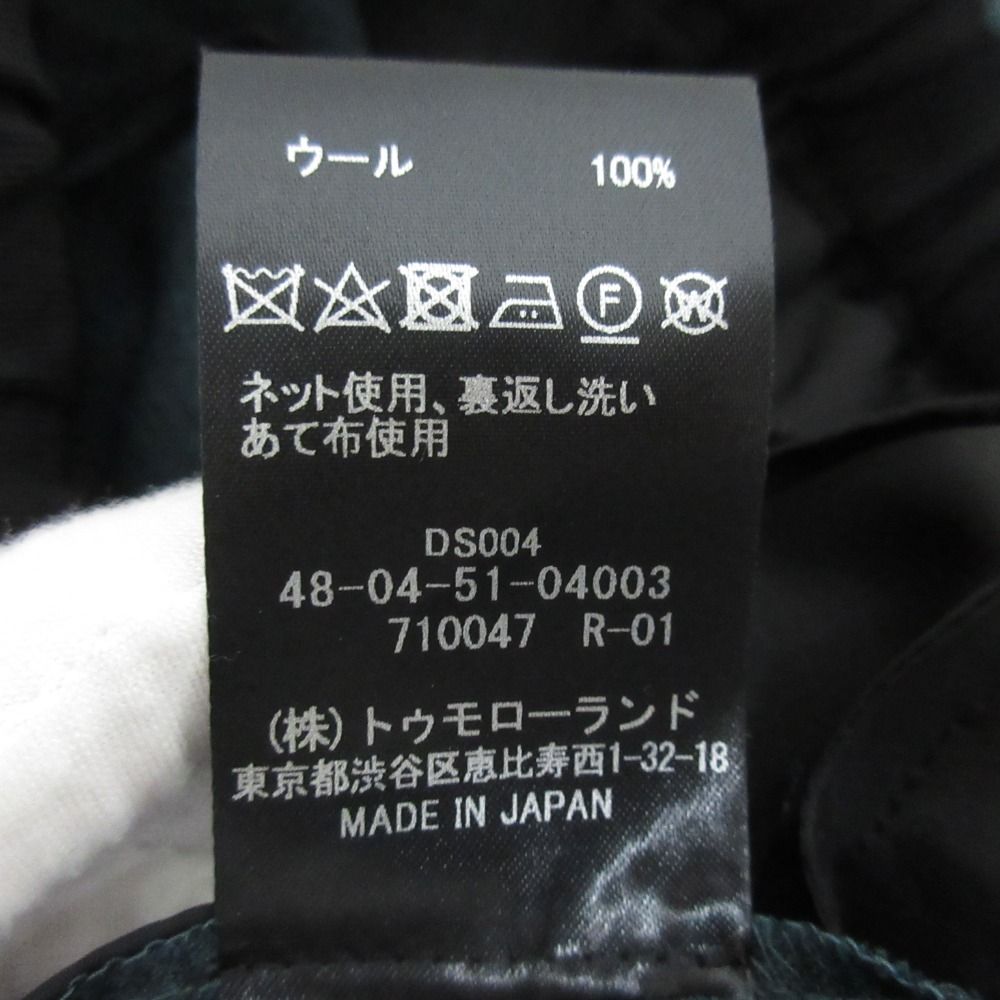 ウール 100%
F W
ネット使用、裏返し洗い
あて布使用
DS004
48-04-51-04003
710047 R-01
(株)トゥモローランド
東京都渋谷区恵比寿西1-32-18
MADE IN JAPAN